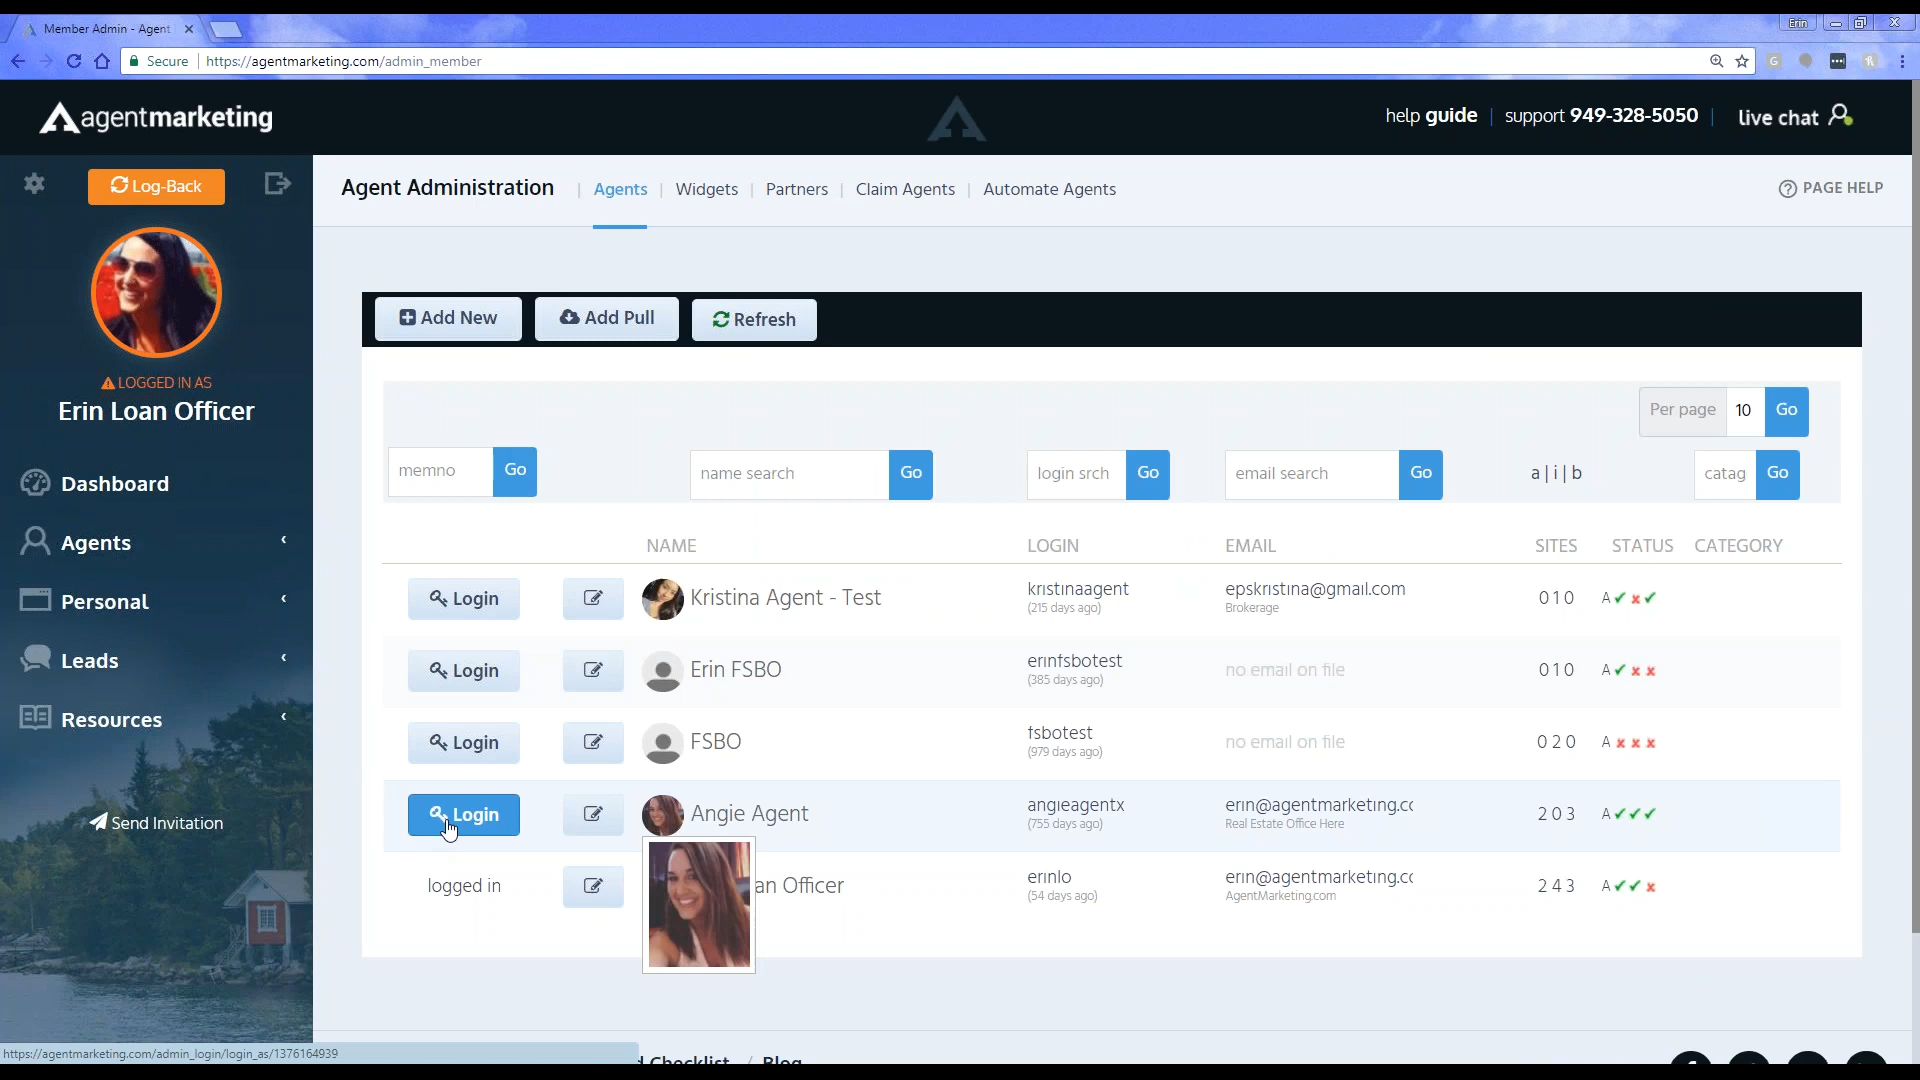 Member Admin - Agent
Erin
Secure
https://agentmarketing.com/admin_member
agentmarketing
help guide
support 949-328-5050
live chat
Log-Back
LOGGED IN AS
Erin Loan Officer
Dashboard
Agents
Personal
Leads
Resources
Send Invitation
Agent Administration
Agents
Widgets
Partners
Claim Agents
Automate Agents
PAGE HELP
Add New
Add Pull
Refresh
Per page 10 Go
memno Go
name search Go
login srch Go
email search Go
a | i | b
catag Go
NAME LOGIN EMAIL SITES STATUS CATEGORY
Login Kristina Agent - Test kristinaagent epskristina@gmail.com 0 1 0 A
(215 days ago) Brokerage
Login Erin FSBO erinfsbotest no email on file 0 1 0 A
(385 days ago)
Login FSBO fsbotest no email on file 0 2 0 A
(979 days ago)
Login Angie Agent angieagentx erin@agentmarketing.cc 2 0 3 A
(755 days ago) Real Estate Office Here
logged in an Officer erinlo erin@agentmarketing.cc 2 4 3 A
(54 days ago) AgentMarketing.com
https://agentmarketing.com/admin_login/login_as/1376164939
d Checklist / Blog